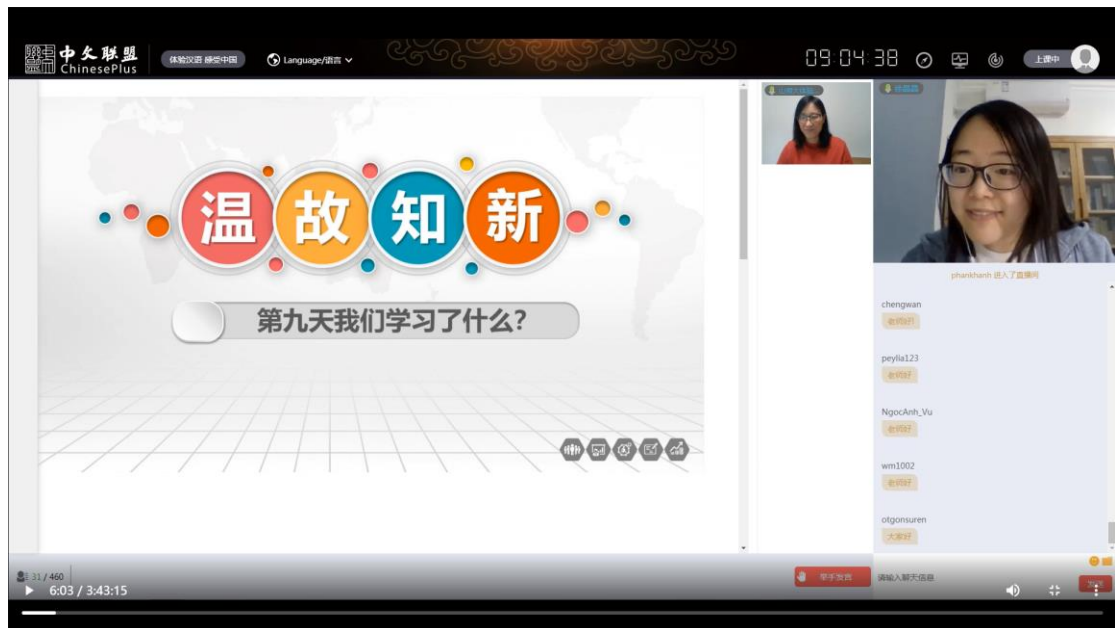 中文联盟
ChinesePlus
体验汉语 感受中国
Language/语言
09:04:38
上课中
温故知新
第九天我们学习了什么?
phankhanh 进入了直播间
chengwan
老师好!
peylia123
老师好
NgocAnh_Vu
老师好
wm1002
老师好
otgonsuren
大家好
31 / 460
举手发言
请输入聊天信息
6:03 / 3:43:15